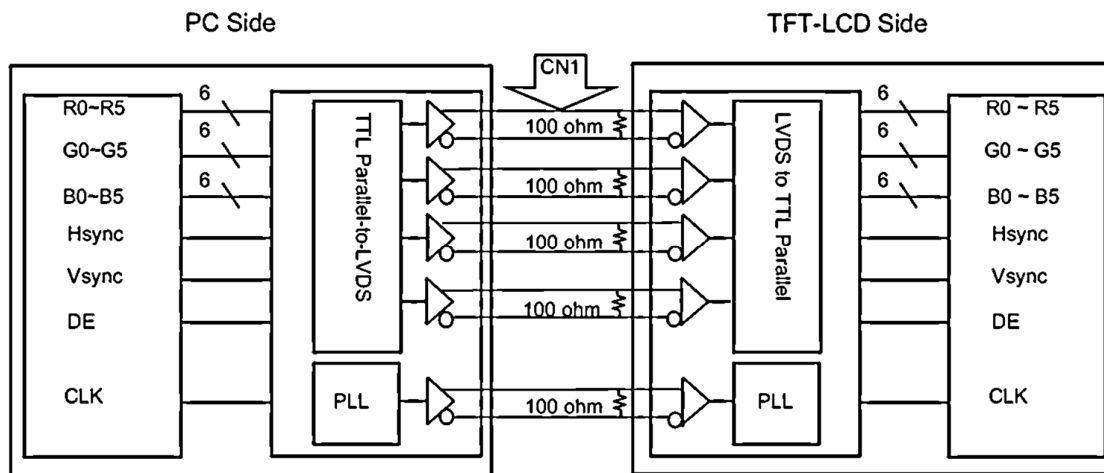 PC Side
TFT-LCD Side
CN1
R0~R5
6
G0~G5
6
B0~B5
6
Hsync
Vsync
DE
CLK
TTL Parallel-to-LVDS
PLL
100 ohm
100 ohm
100 ohm
100 ohm
100 ohm
LVDS to TTL Parallel
PLL
6
R0 ~ R5
6
G0 ~ G5
6
B0 ~ B5
Hsync
Vsync
DE
CLK